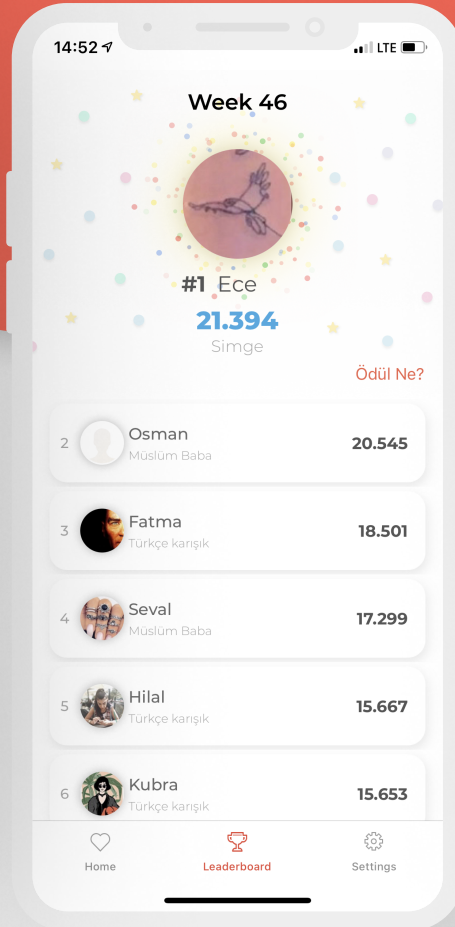 14:52
LTE
Week 46
#1 Ece
21.394
Simge
Ödül Ne?
2
Osman
Müslüm Baba
20.545
3
Fatma
Türkçe karışık
18.501
4
Seval
Müslüm Baba
17.299
5
Hilal
Türkçe karışık
15.667
6
Kubra
Türkçe karışık
15.653
Home
Leaderboard
Settings